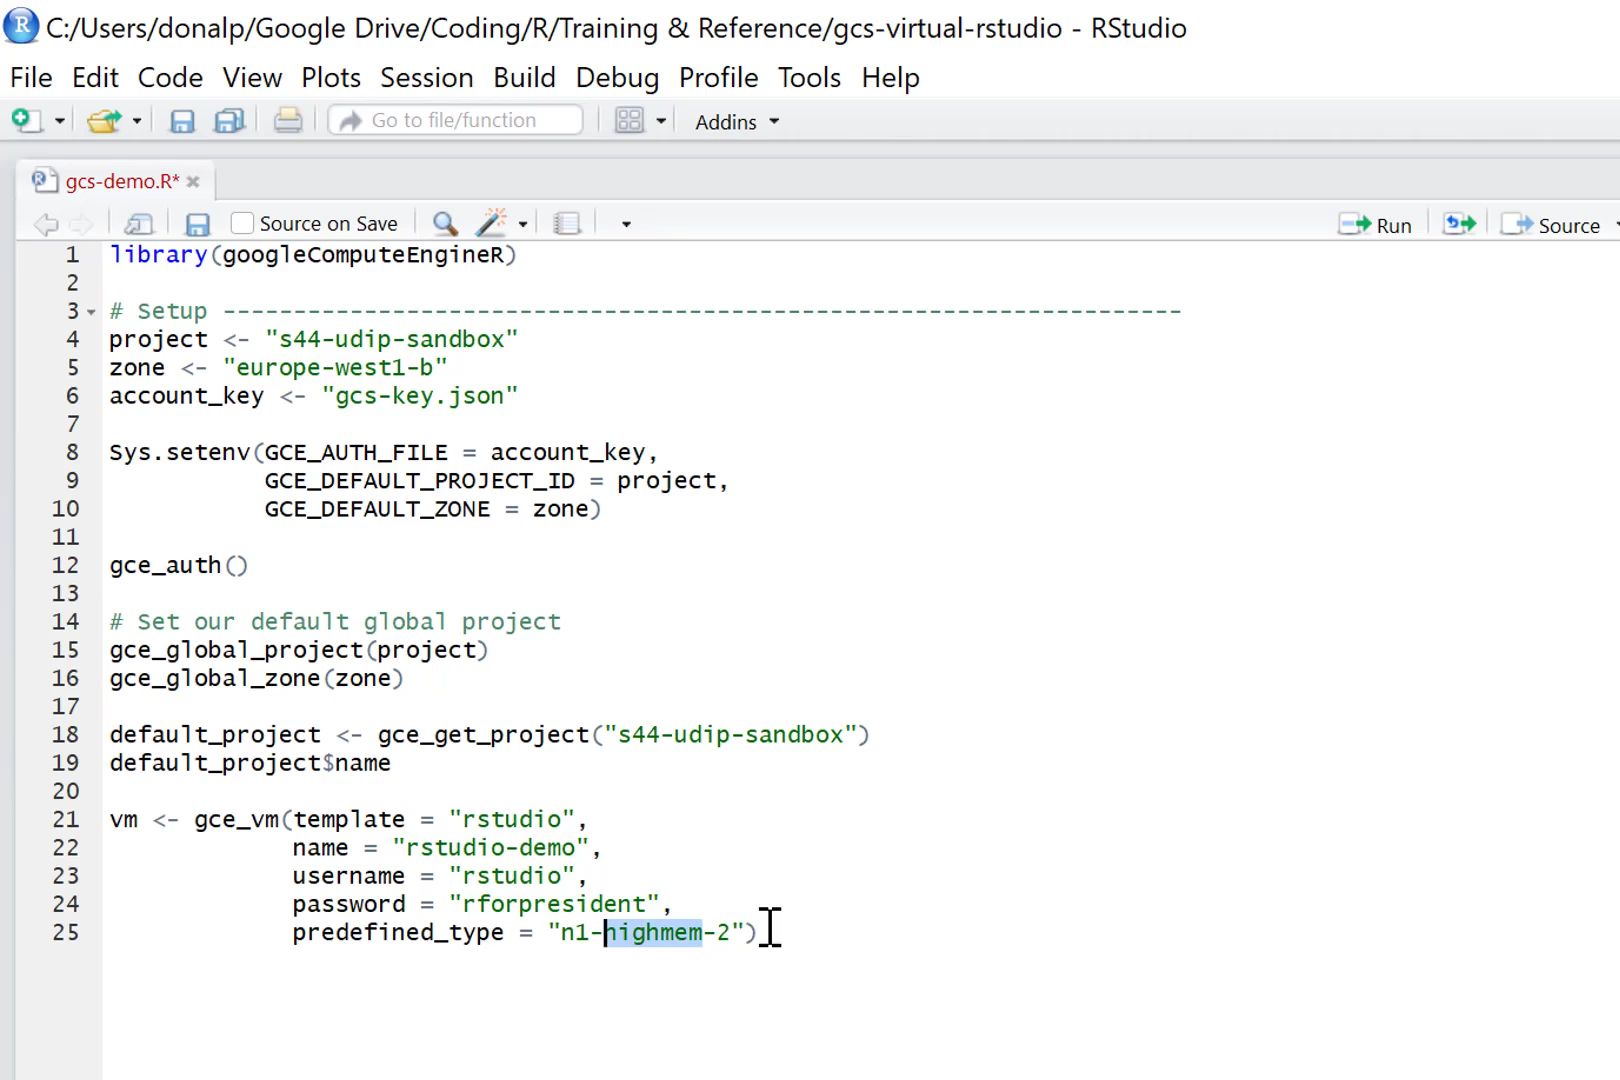 C:/Users/donalp/Google Drive/Coding/R/Training & Reference/gcs-virtual-rstudio - RStudio
File Edit Code View Plots Session Build Debug Profile Tools Help
Go to file/function Addins
gcs-demo.R*
Source on Save Run Source
1 library(googleComputeEngineR)
2
3 # Setup --------------------------------------------------------------------
4 project <- "s44-udip-sandbox"
5 zone <- "europe-west1-b"
6 account_key <- "gcs-key.json"
7
8 Sys.setenv(GCE_AUTH_FILE = account_key,
9 GCE_DEFAULT_PROJECT_ID = project,
10 GCE_DEFAULT_ZONE = zone)
11
12 gce_auth()
13
14 # Set our default global project
15 gce_global_project(project)
16 gce_global_zone(zone)
17
18 default_project <- gce_get_project("s44-udip-sandbox")
19 default_project$name
20
21 vm <- gce_vm(template = "rstudio",
22 name = "rstudio-demo",
23 username = "rstudio",
24 password = "rforpresident",
25 predefined_type = "n1-highmem-2")